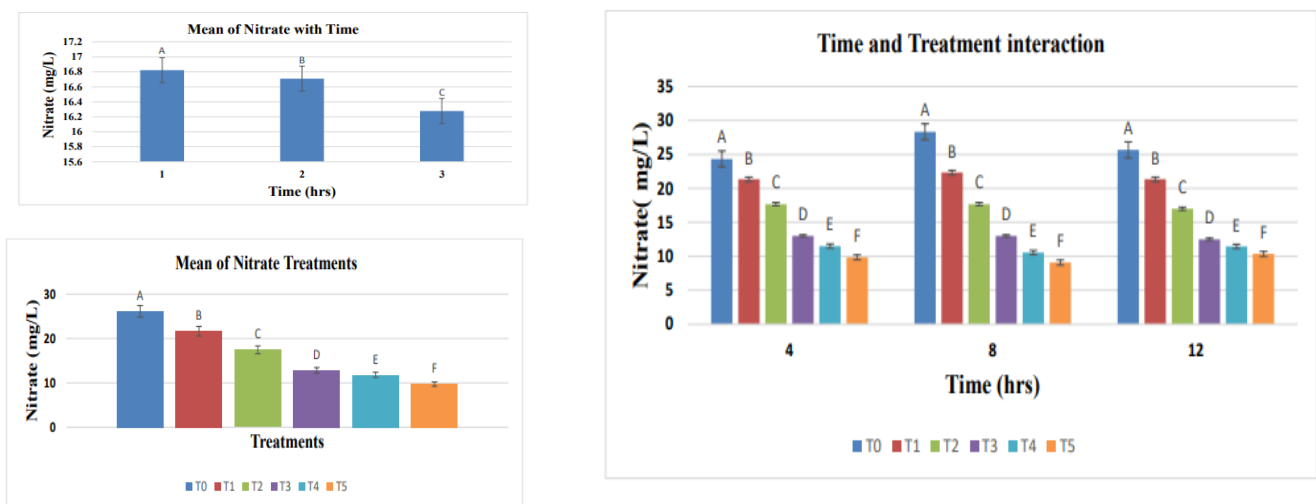 Mean of Nitrate with Time
Nitrate (mg/L)
17.2
17
16.8
16.6
16.4
16.2
16
15.8
15.6
A
B
C
1 2 3
Time (hrs)
Mean of Nitrate Treatments
Nitrate (mg/L)
30
20
10
0
A
B
C
D
E
F
Treatments
T0 T1 T2 T3 T4 T5
Time and Treatment interaction
Nitrate( mg/L)
35
30
25
20
15
10
5
0
A B C D E F
A B C D E F
A B C D E F
4 8 12
Time (hrs)
T0 T1 T2 T3 T4 T5